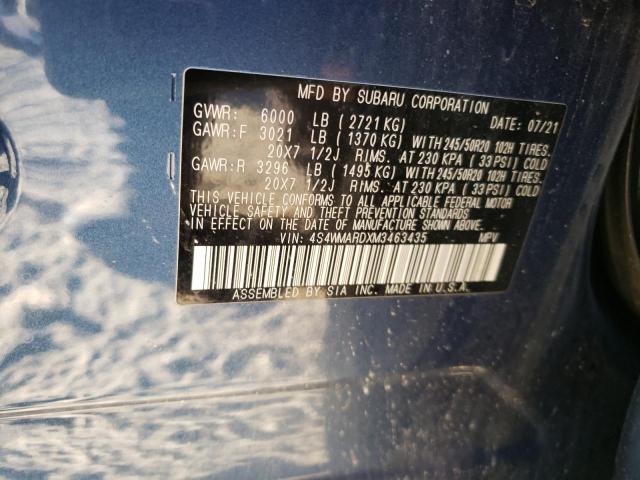 MFD BY SUBARU CORPORATION
GVWR: 6000 LB (2721 KG) DATE: 07/21
GAWR:F 3021 LB (1370 KG) WITH 245/50R20 102H TIRES.
20X7 1/2J RIMS. AT 230 KPA (33 PSI) COLD
GAWR:R 3296 LB (1495 KG) WITH 245/50R20 102H TIRES.
20X7 1/2J RIMS. AT 230 KPA (33 PSI) COLD
THIS VEHICLE CONFORMS TO ALL APPLICABLE FEDERAL MOTOR
VEHICLE SAFETY AND THEFT PREVENTION STANDARDS
IN EFFECT ON THE DATE OF MANUFACTURE SHOWN ABOVE.
VIN: 4S4WMARDXM3463435 MPV
ASSEMBLED BY SIA INC. MADE IN U.S.A.